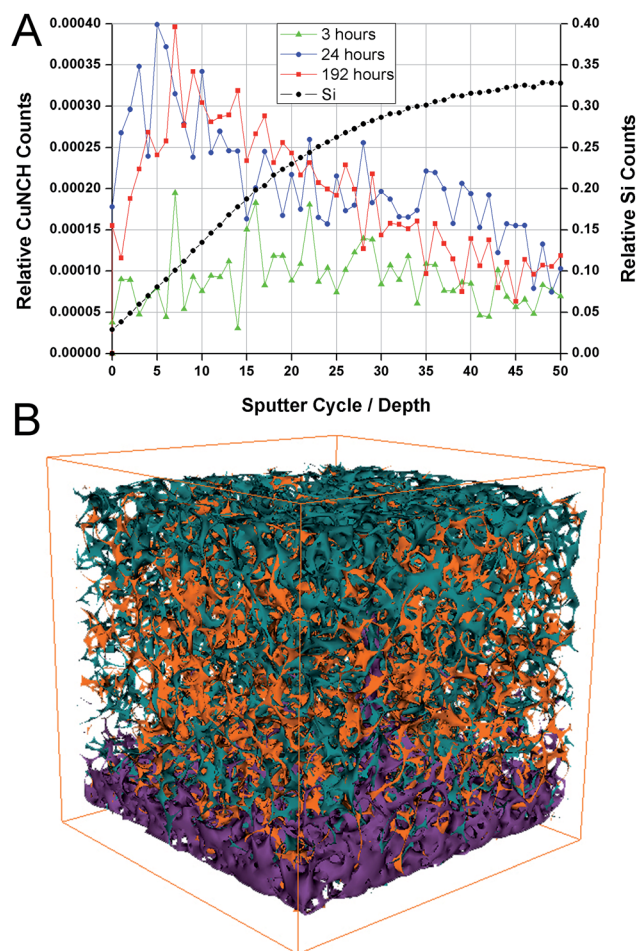 A
3 hours
24 hours
192 hours
Si
Relative CuNCH Counts
0.00040
0.00035
0.00030
0.00025
0.00020
0.00015
0.00010
0.00005
0.00000
0.40
0.35
0.30
0.25
0.20
0.15
0.10
0.05
0.00
Relative Si Counts
0 5 10 15 20 25 30 35 40 45 50
Sputter Cycle / Depth
B